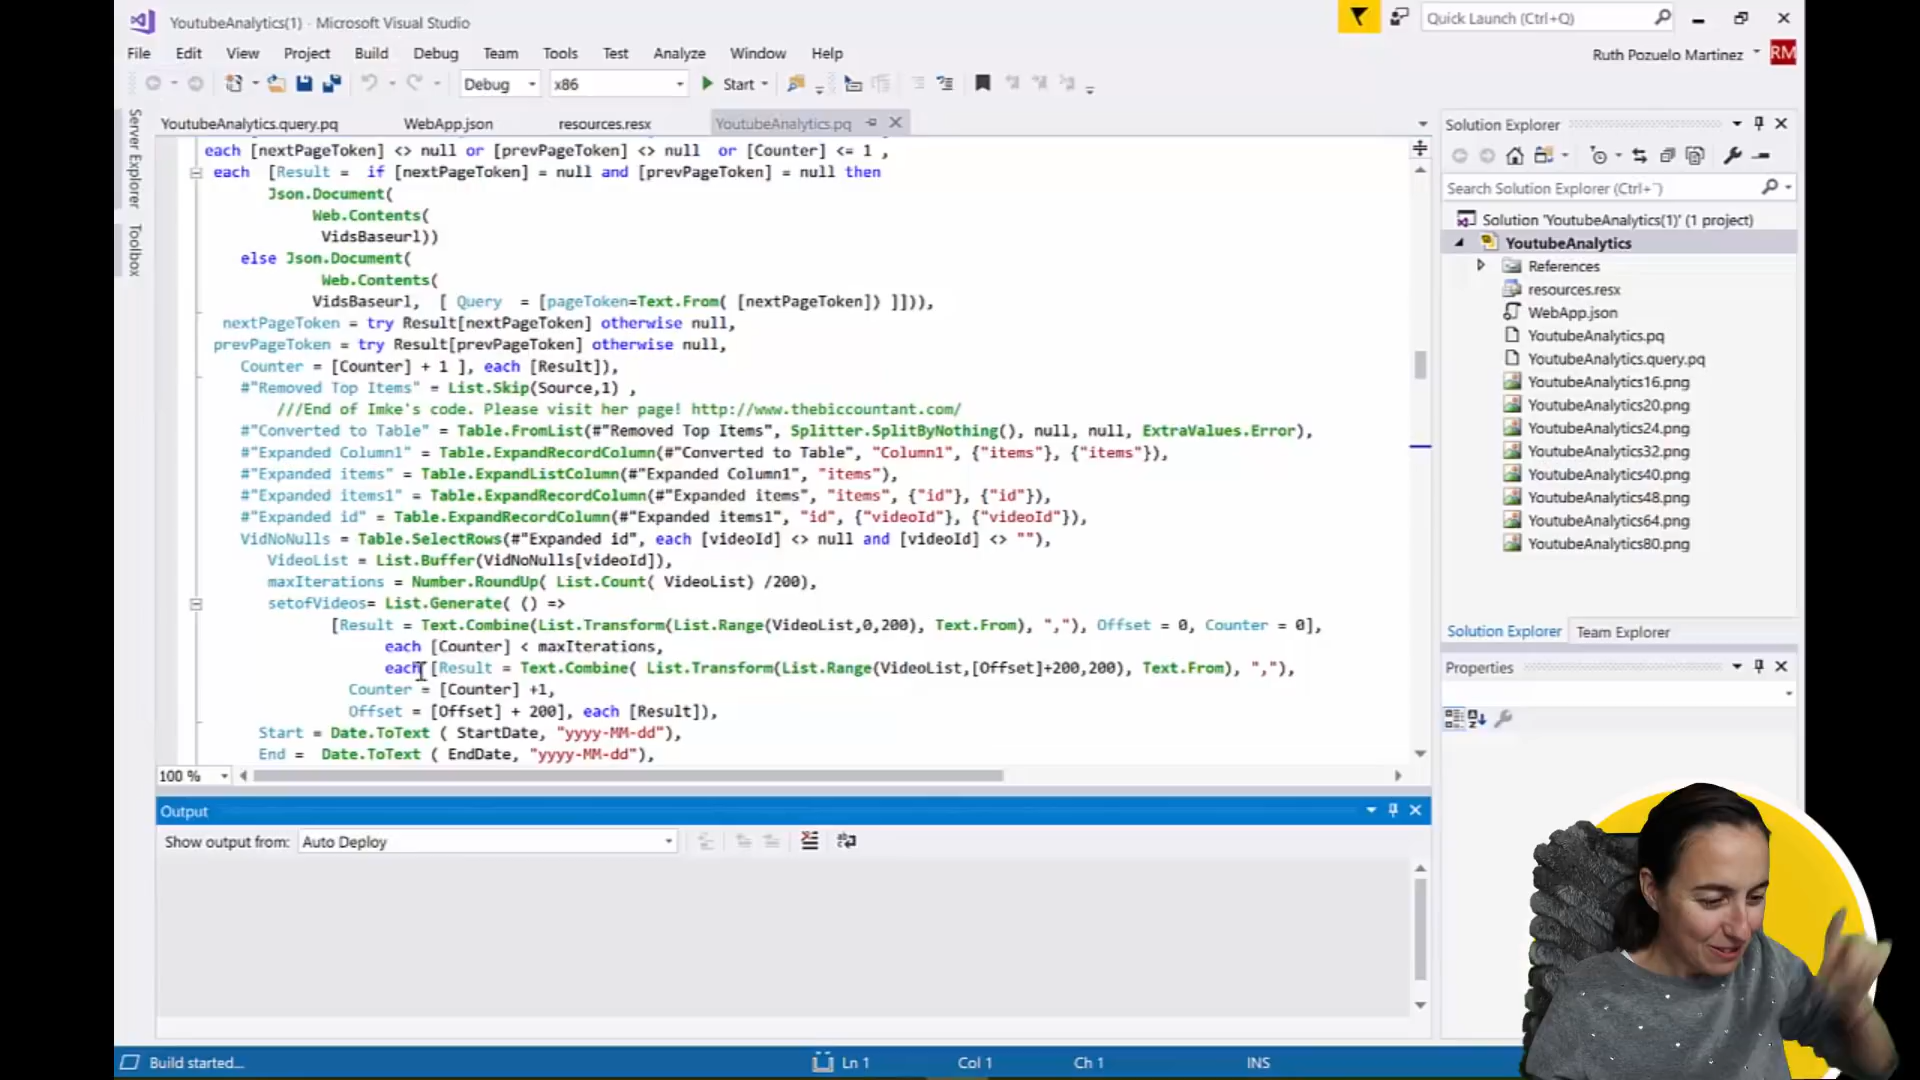 YoutubeAnalytics(1) - Microsoft Visual Studio
Quick Launch (Ctrl+Q)
File Edit View Project Build Debug Team Tools Test Analyze Window Help
Ruth Pozuelo Martinez RM
Debug x86 Start
Server Explorer
Toolbox
YoutubeAnalytics.query.pq WebApp.json resources.resx YoutubeAnalytics.pq
each [nextPageToken] <> null or [prevPageToken] <> null or [Counter] <= 1 ,
each [Result = if [nextPageToken] = null and [prevPageToken] = null then
Json.Document(
Web.Contents(
VidsBaseurl))
else Json.Document(
Web.Contents(
VidsBaseurl, [ Query = [pageToken=Text.From( [nextPageToken]) ]])),
nextPageToken = try Result[nextPageToken] otherwise null,
prevPageToken = try Result[prevPageToken] otherwise null,
Counter = [Counter] + 1 ], each [Result]),
#"Removed Top Items" = List.Skip(Source,1) ,
///End of Imke's code. Please visit her page! http://www.thebiccountant.com/
#"Converted to Table" = Table.FromList(#"Removed Top Items", Splitter.SplitByNothing(), null, null, ExtraValues.Error),
#"Expanded Column1" = Table.ExpandRecordColumn(#"Converted to Table", "Column1", {"items"}, {"items"}),
#"Expanded items" = Table.ExpandListColumn(#"Expanded Column1", "items"),
#"Expanded items1" = Table.ExpandRecordColumn(#"Expanded items", "items", {"id"}, {"id"}),
#"Expanded id" = Table.ExpandRecordColumn(#"Expanded items1", "id", {"videoId"}, {"videoId"}),
VidNoNulls = Table.SelectRows(#"Expanded id", each [videoId] <> null and [videoId] <> ""),
VideoList = List.Buffer(VidNoNulls[videoId]),
maxIterations = Number.RoundUp( List.Count( VideoList) /200),
setofVideos= List.Generate( () =>
[Result = Text.Combine(List.Transform(List.Range(VideoList,0,200), Text.From), ","), Offset = 0, Counter = 0],
each [Counter] < maxIterations,
each [Result = Text.Combine( List.Transform(List.Range(VideoList,[Offset]+200,200), Text.From), ","),
Counter = [Counter] +1,
Offset = [Offset] + 200], each [Result]),
Start = Date.ToText ( StartDate, "yyyy-MM-dd"),
End = Date.ToText ( EndDate, "yyyy-MM-dd"),
100 %
Output
Show output from: Auto Deploy
Solution Explorer
Search Solution Explorer (Ctrl+¨)
Solution 'YoutubeAnalytics(1)' (1 project)
YoutubeAnalytics
References
resources.resx
WebApp.json
YoutubeAnalytics.pq
YoutubeAnalytics.query.pq
YoutubeAnalytics16.png
YoutubeAnalytics20.png
YoutubeAnalytics24.png
YoutubeAnalytics32.png
YoutubeAnalytics40.png
YoutubeAnalytics48.png
YoutubeAnalytics64.png
YoutubeAnalytics80.png
Solution Explorer Team Explorer
Properties
Build started... Ln 1 Col 1 Ch 1 INS